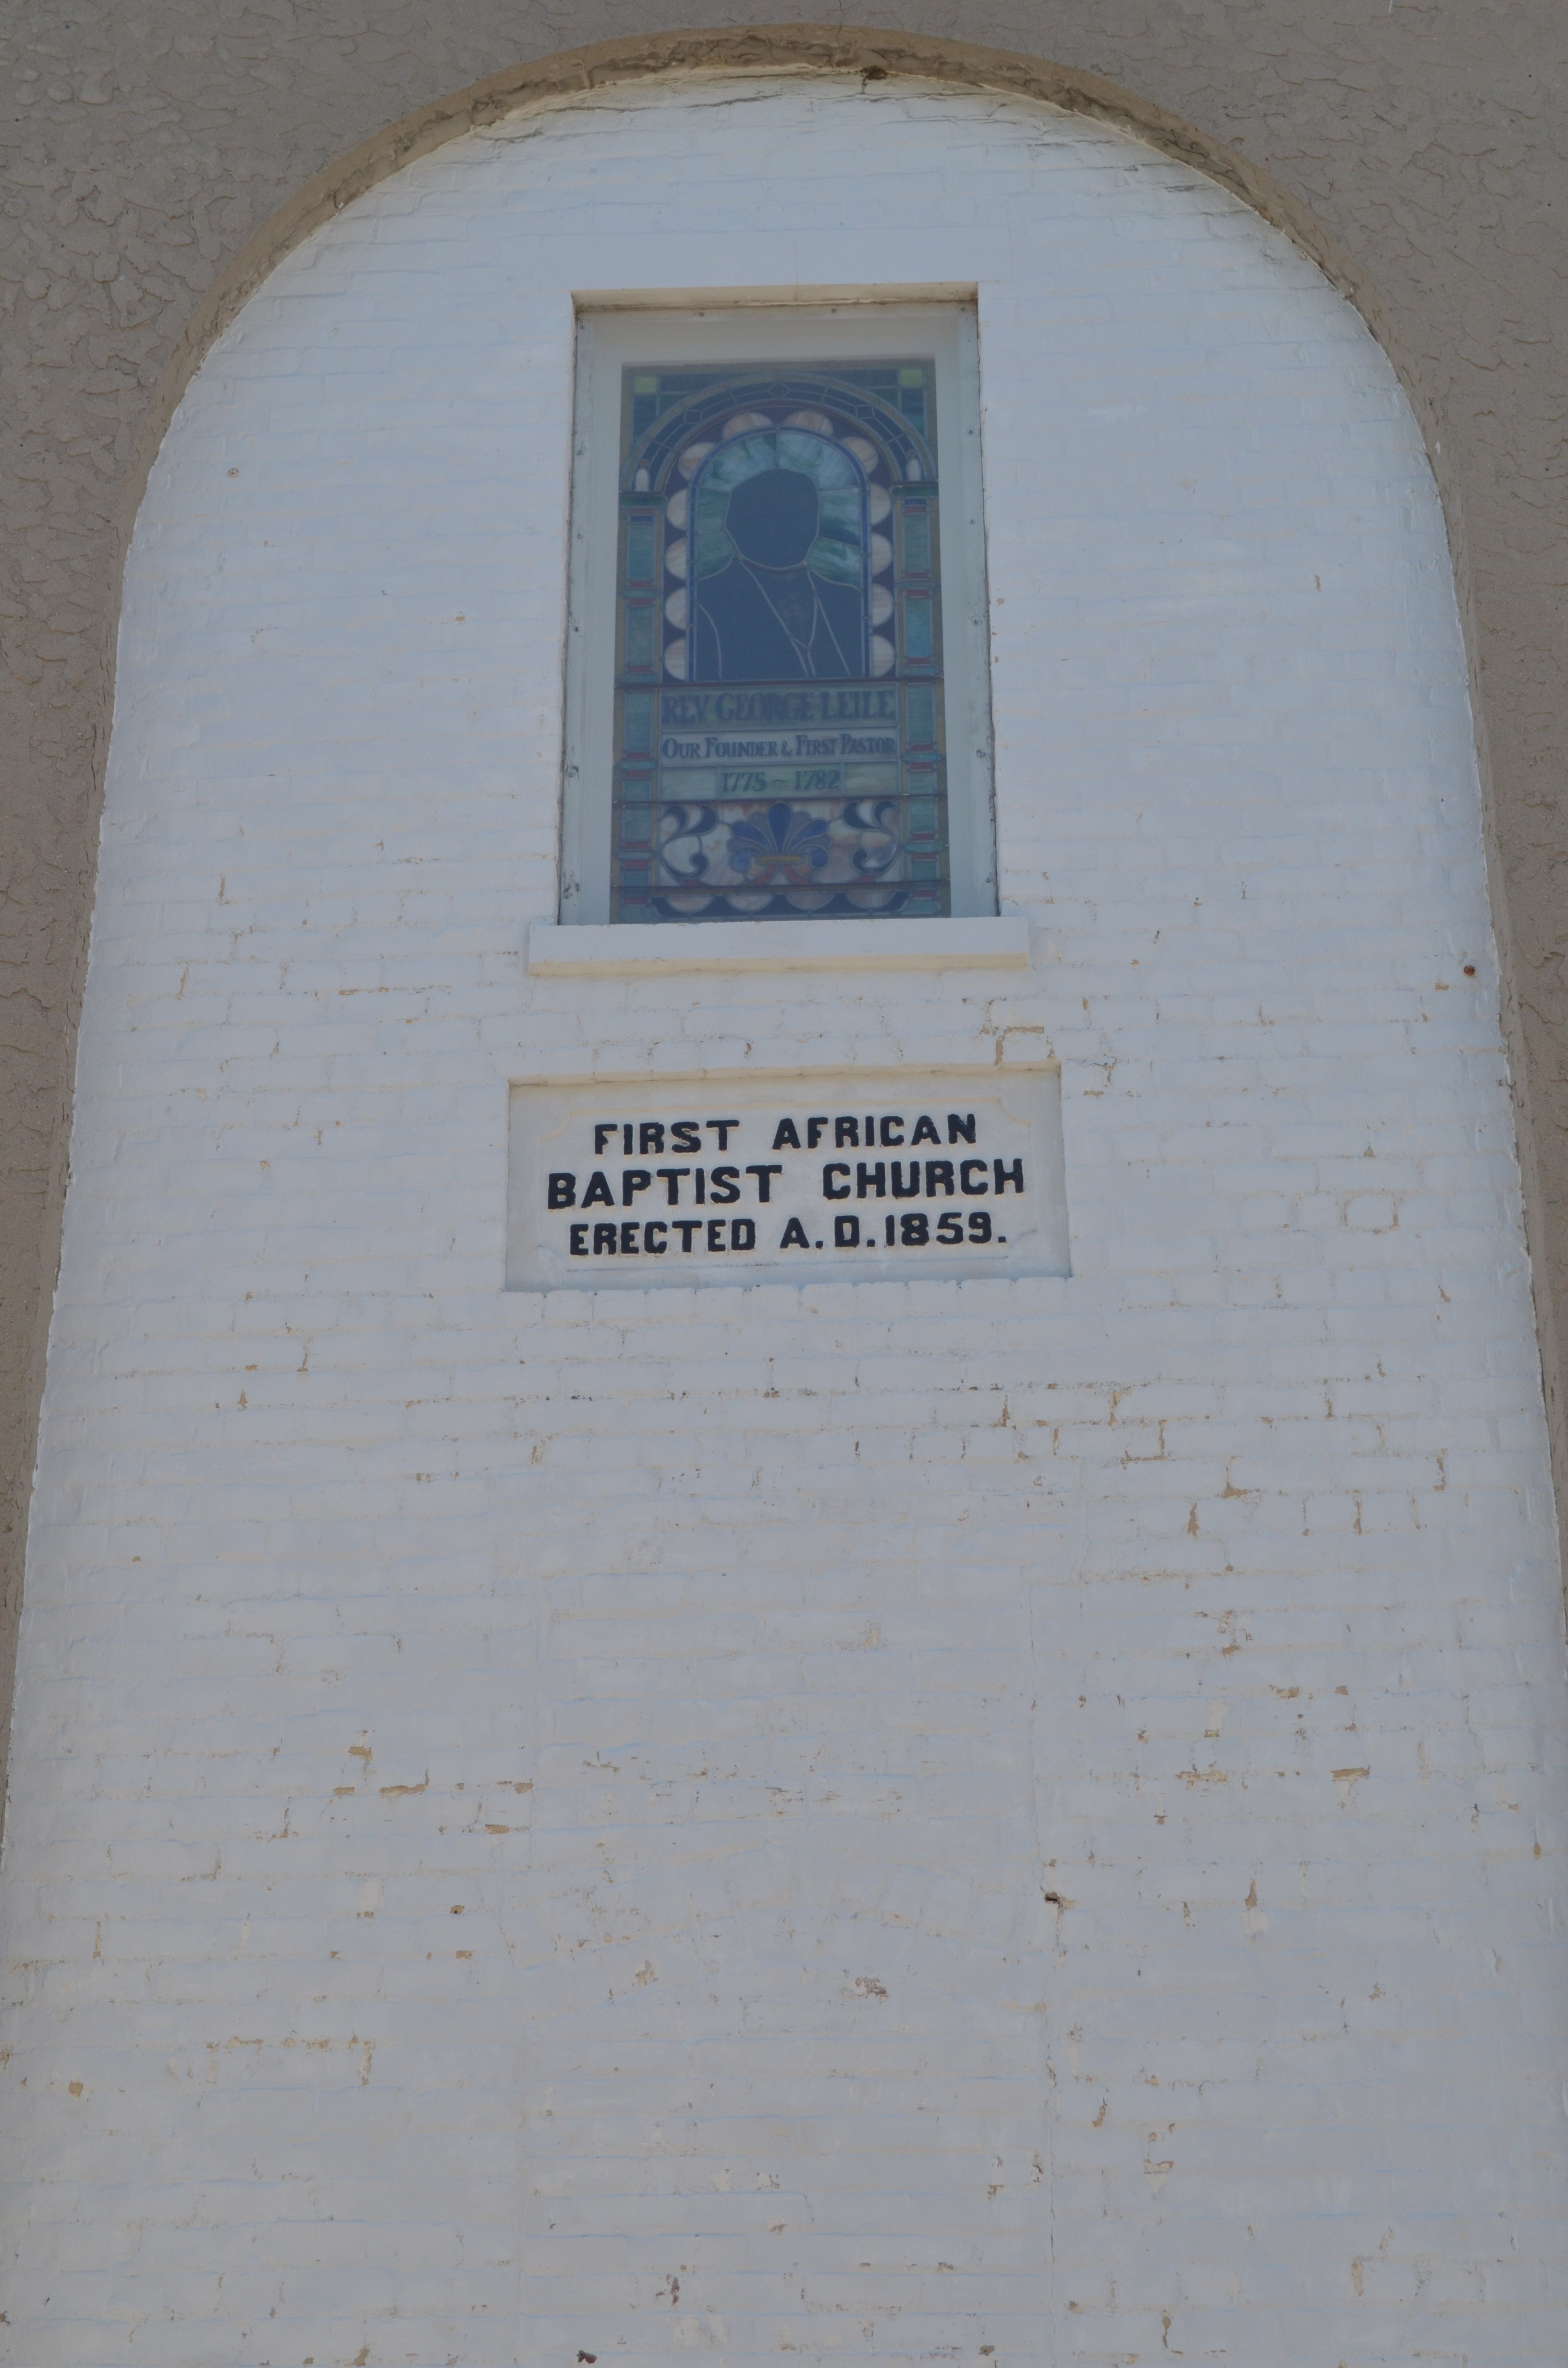 REV. GEORGE LEILE
OUR FOUNDER & FIRST PASTOR
1775 ~ 1782
FIRST AFRICAN
BAPTIST CHURCH
ERECTED A.D.1859.